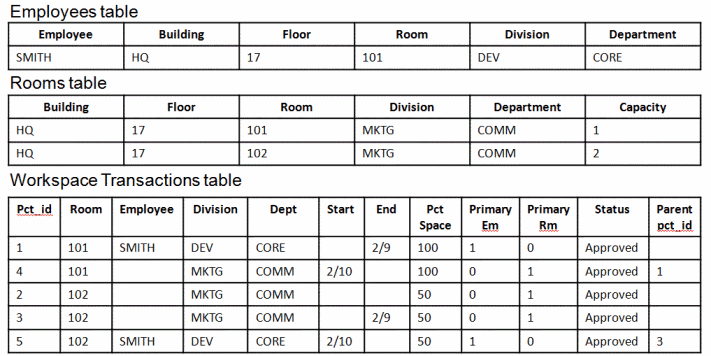 Employees table
Employee Building Floor Room Division Department
SMITH HQ 17 101 DEV CORE
Rooms table
Building Floor Room Division Department Capacity
HQ 17 101 MKTG COMM 1
HQ 17 102 MKTG COMM 2
Workspace Transactions table
Pct_id Room Employee Division Dept Start End Pct Space Primary Em Primary Rm Status Parent pct_id
1 101 SMITH DEV CORE 2/9 100 1 0 Approved
4 101 MKTG COMM 2/10 100 0 1 Approved 1
2 102 MKTG COMM 50 0 1 Approved
3 102 MKTG COMM 2/9 50 0 1 Approved
5 102 SMITH DEV CORE 2/10 50 1 0 Approved 3